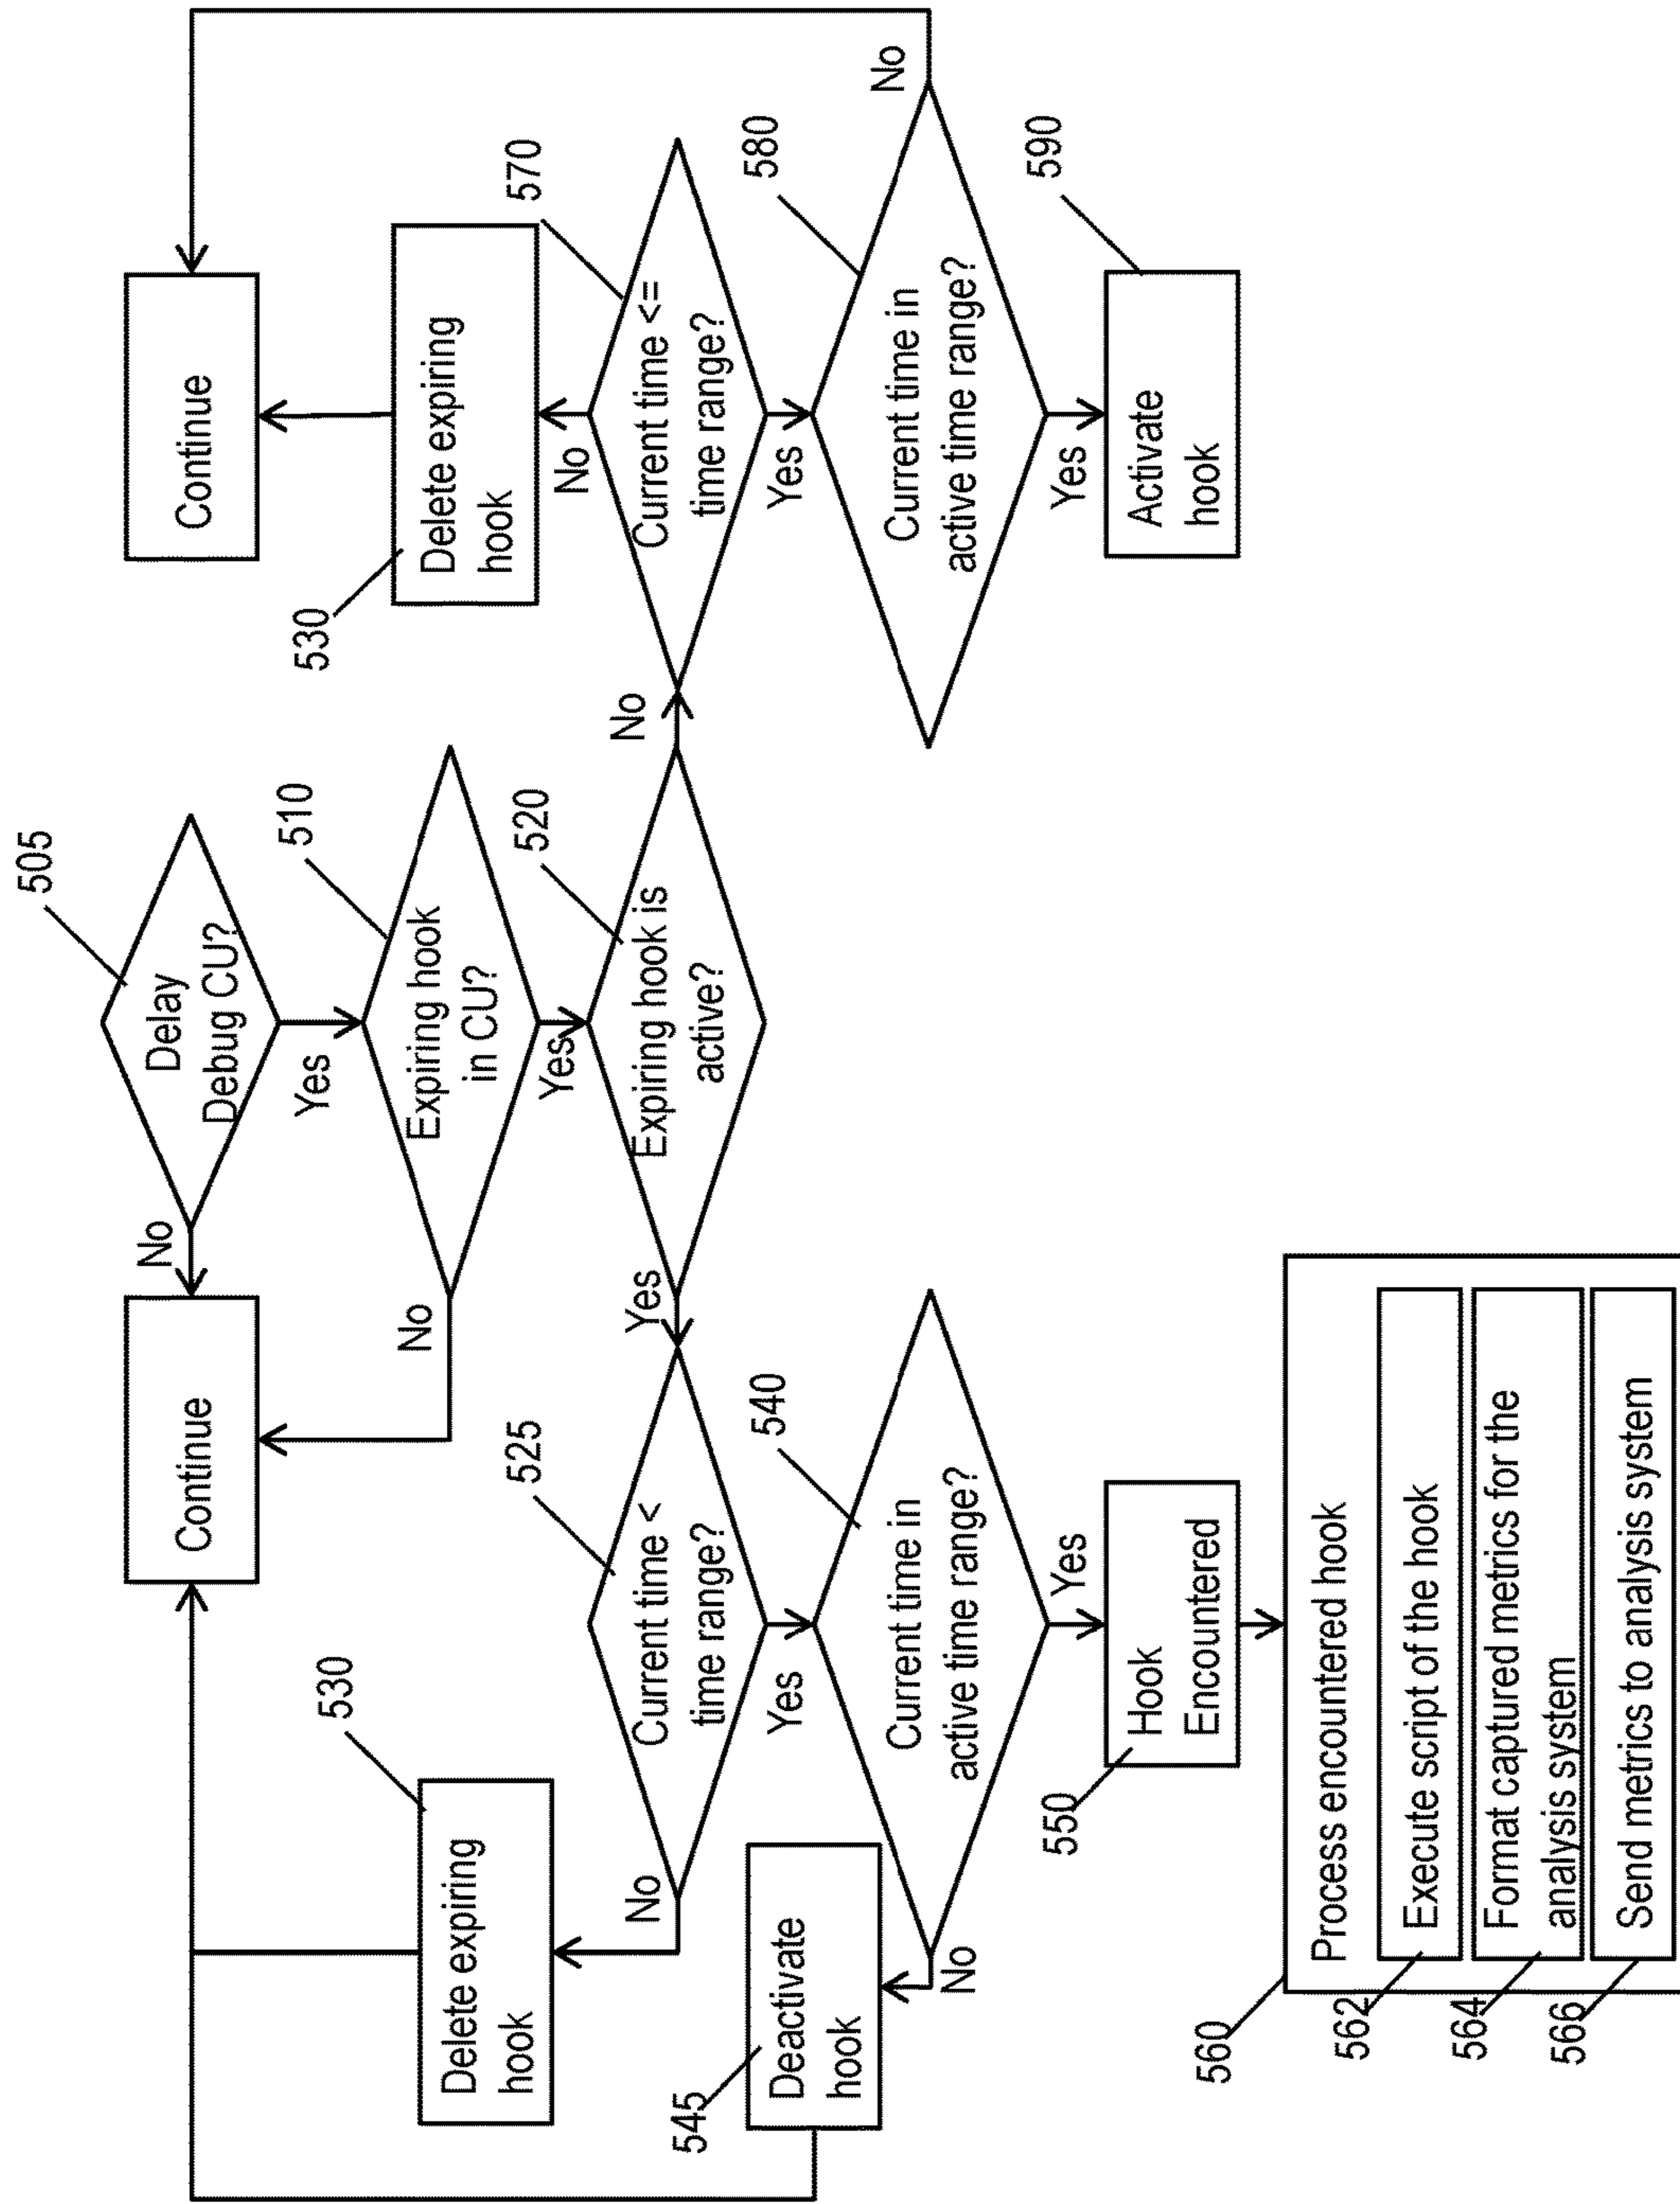 505
Delay
Debug CU?
No
Yes
Continue
510
Expiring hook
in CU?
No
Yes
520
Expiring hook is
active?
Yes
No
525
Current time <
time range?
No
Yes
530
Delete expiring
hook
540
Current time in
active time range?
No
Yes
545
Deactivate
hook
550
Hook
Encountered
560
Process encountered hook
562
Execute script of the hook
564
Format captured metrics for the
analysis system
566
Send metrics to analysis system
570
Current time <=
time range?
No
Yes
530
Delete expiring
hook
Continue
580
Current time in
active time range?
No
Yes
590
Activate
hook